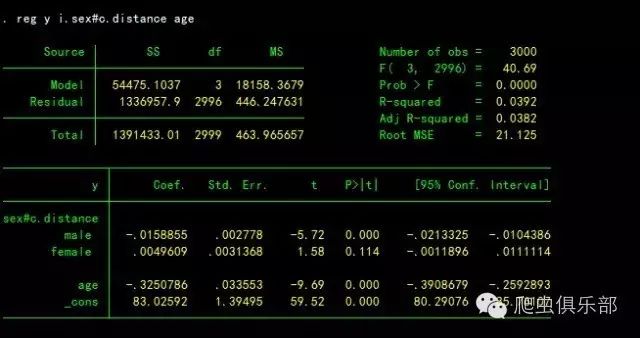 . reg y i.sex#c.distance age
Source SS df MS Number of obs = 3000
F( 3, 2996) = 40.69
Model 54475.1037 3 18158.3679 Prob > F = 0.0000
Residual 1336957.9 2996 446.247631 R-squared = 0.0392
Adj R-squared = 0.0382
Total 1391433.01 2999 463.965657 Root MSE = 21.125
y Coef. Std. Err. t P>|t| [95% Conf. Interval]
sex#c.distance
male -.0158855 .002778 -5.72 0.000 -.0213325 -.0104386
female .0049609 .0031368 1.58 0.114 -.0011896 .0111114
age -.3250786 .033553 -9.69 0.000 -.3908679 -.2592893
_cons 83.02592 1.39495 59.52 0.000 80.29076
爬虫俱乐部